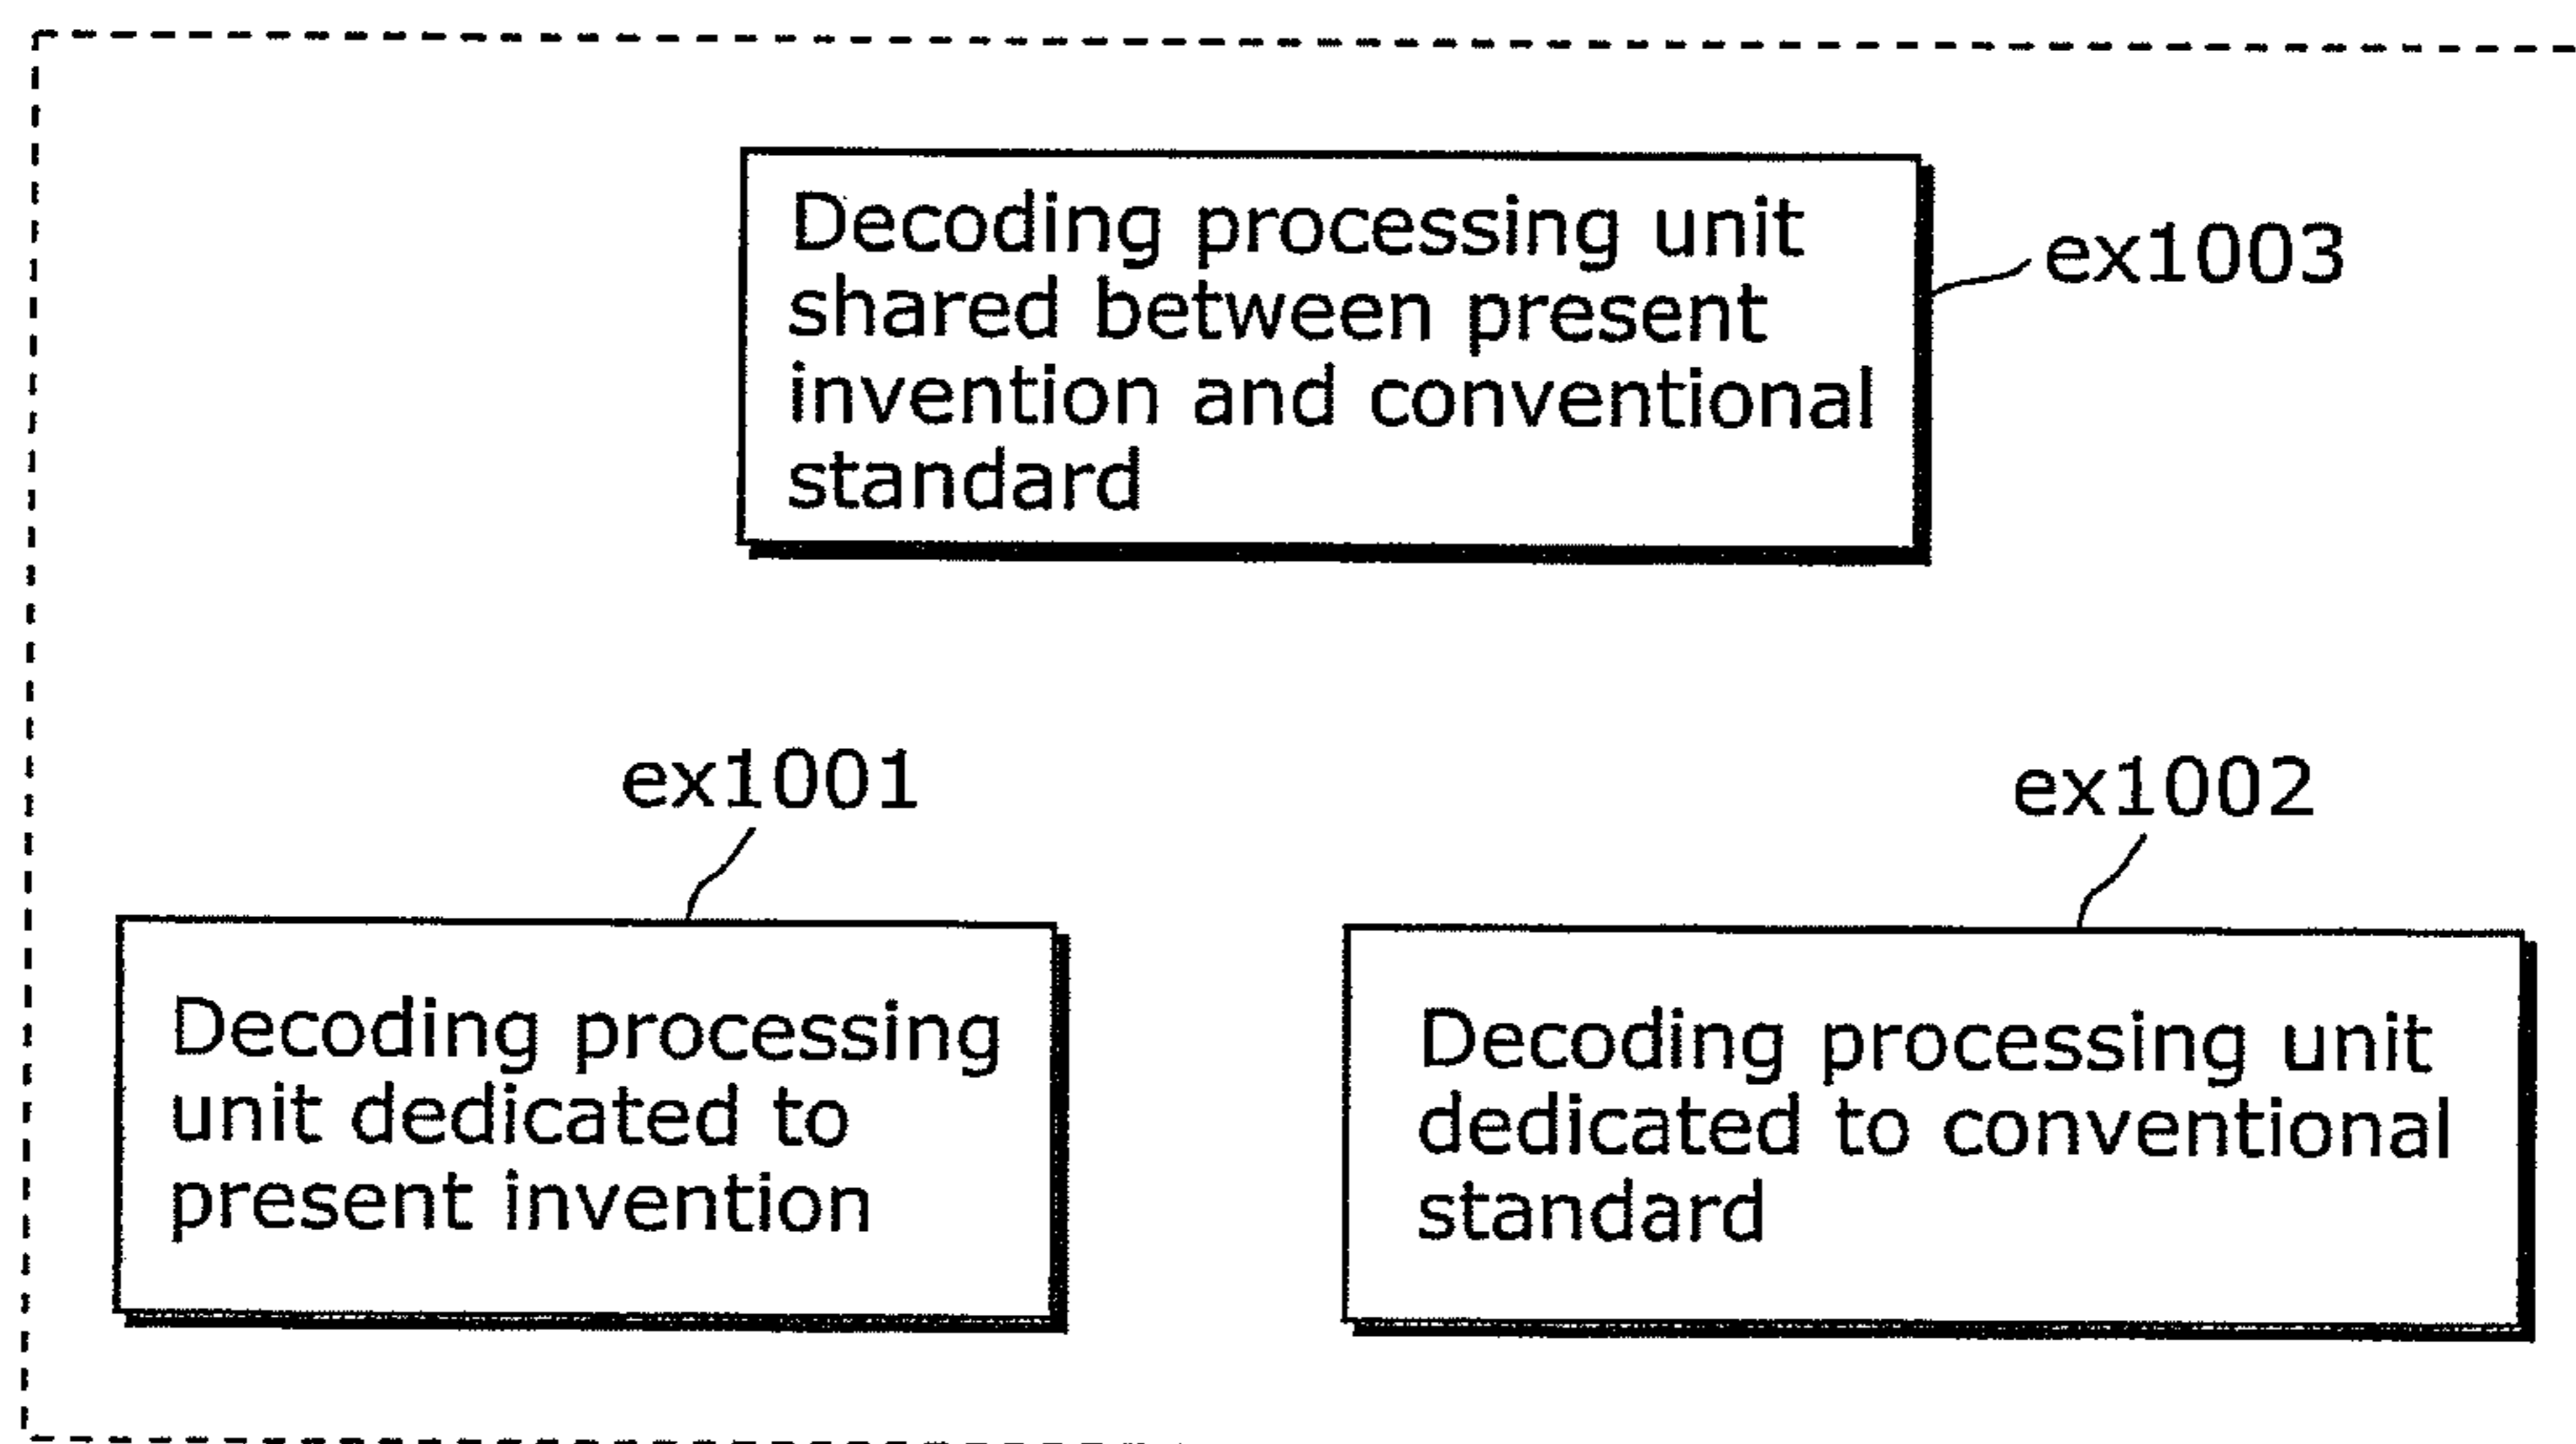 Decoding processing unit
shared between present
invention and conventional
standard
ex1003
ex1001
ex1002
Decoding processing
unit dedicated to
present invention
Decoding processing unit
dedicated to conventional
standard